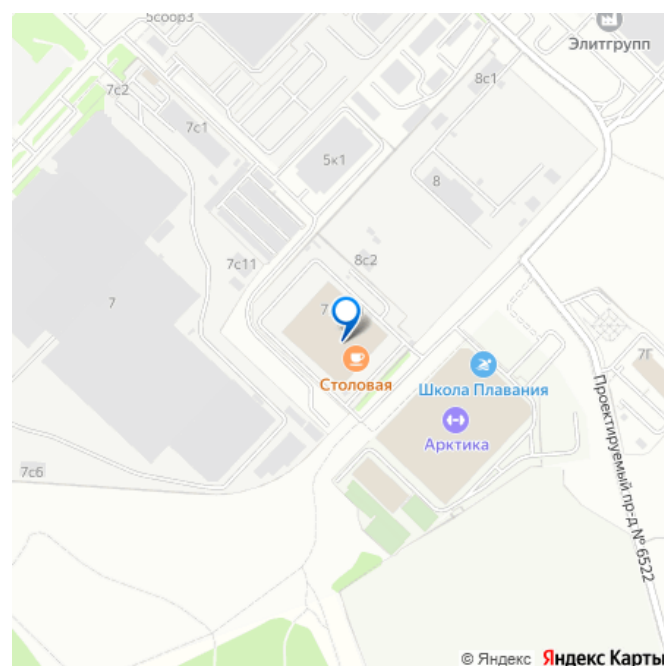 5соор3
Элитгрупп
7с2
8с1
7с1
5к1
8
7с11
8с2
7
7
Столовая
Школа Плавания
7Г
Арктика
Проектируемый пр-д № 6522
7с6
© Яндекс Яндекс Карты